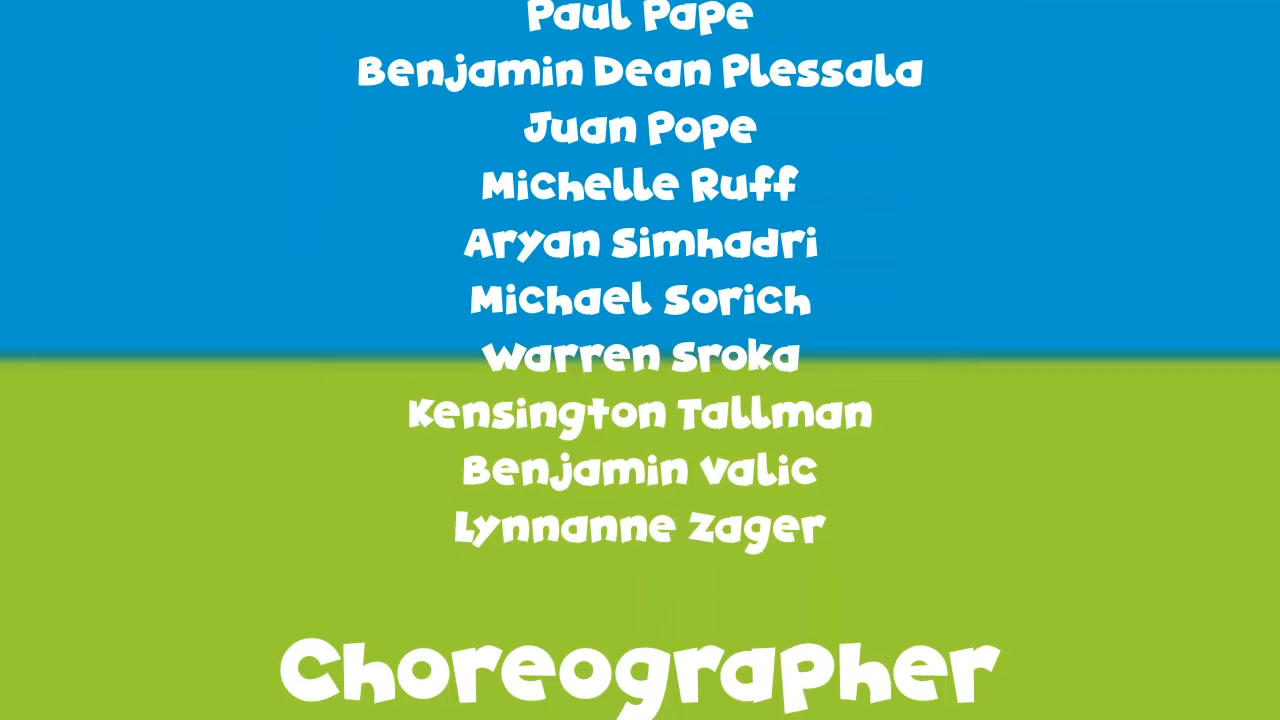 Paul Pape
Benjamin Dean Plessala
Juan Pope
Michelle Ruff
Aryan Simhadri
Michael Sorich
Warren Sroka
Kensington Tallman
Benjamin Valic
Lynnanne Zager
Choreographer